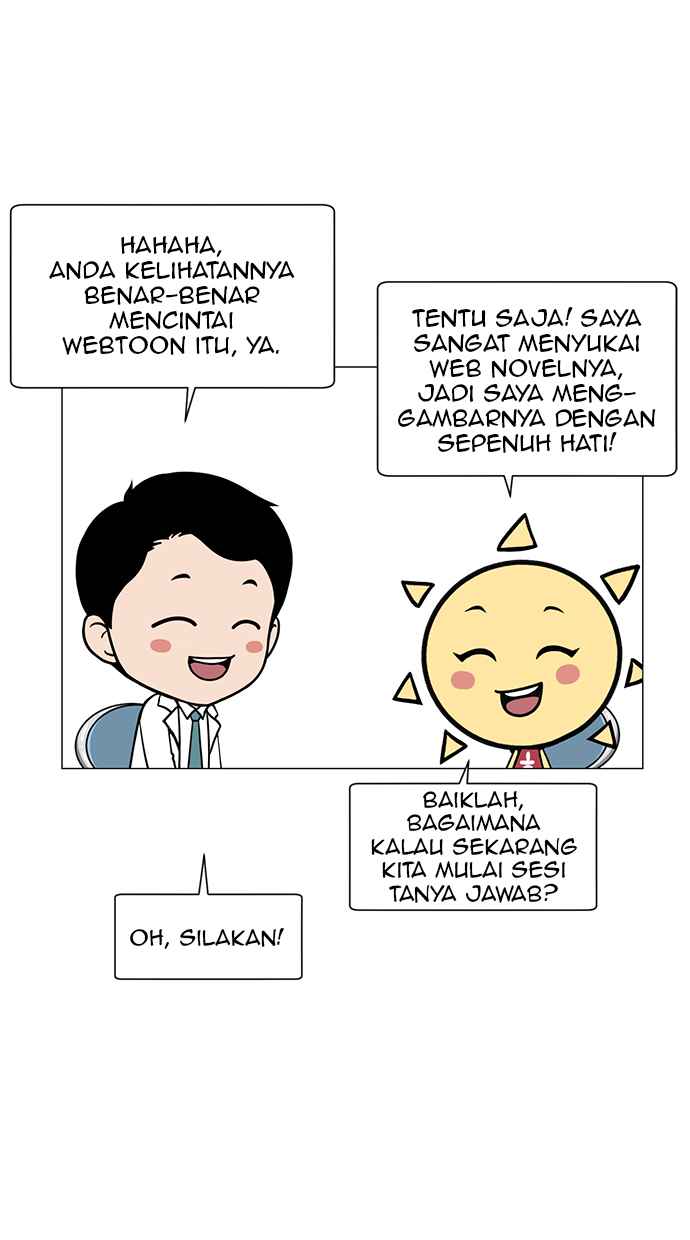 HAHAHA,
ANDA KELIHATANNYA
BENAR-BENAR
MENCINTAI
WEBTOON ITU, YA.
TENTU SAJA! SAYA
SANGAT MENYUKAI
WEB NOVELNYA,
JADI SAYA MENG-
GAMBARNYA DENGAN
SEPENUH HATI!
BAIKLAH,
BAGAIMANA
KALAU SEKARANG
KITA MULAI SESI
TANYA JAWAB?
OH, SILAKAN!